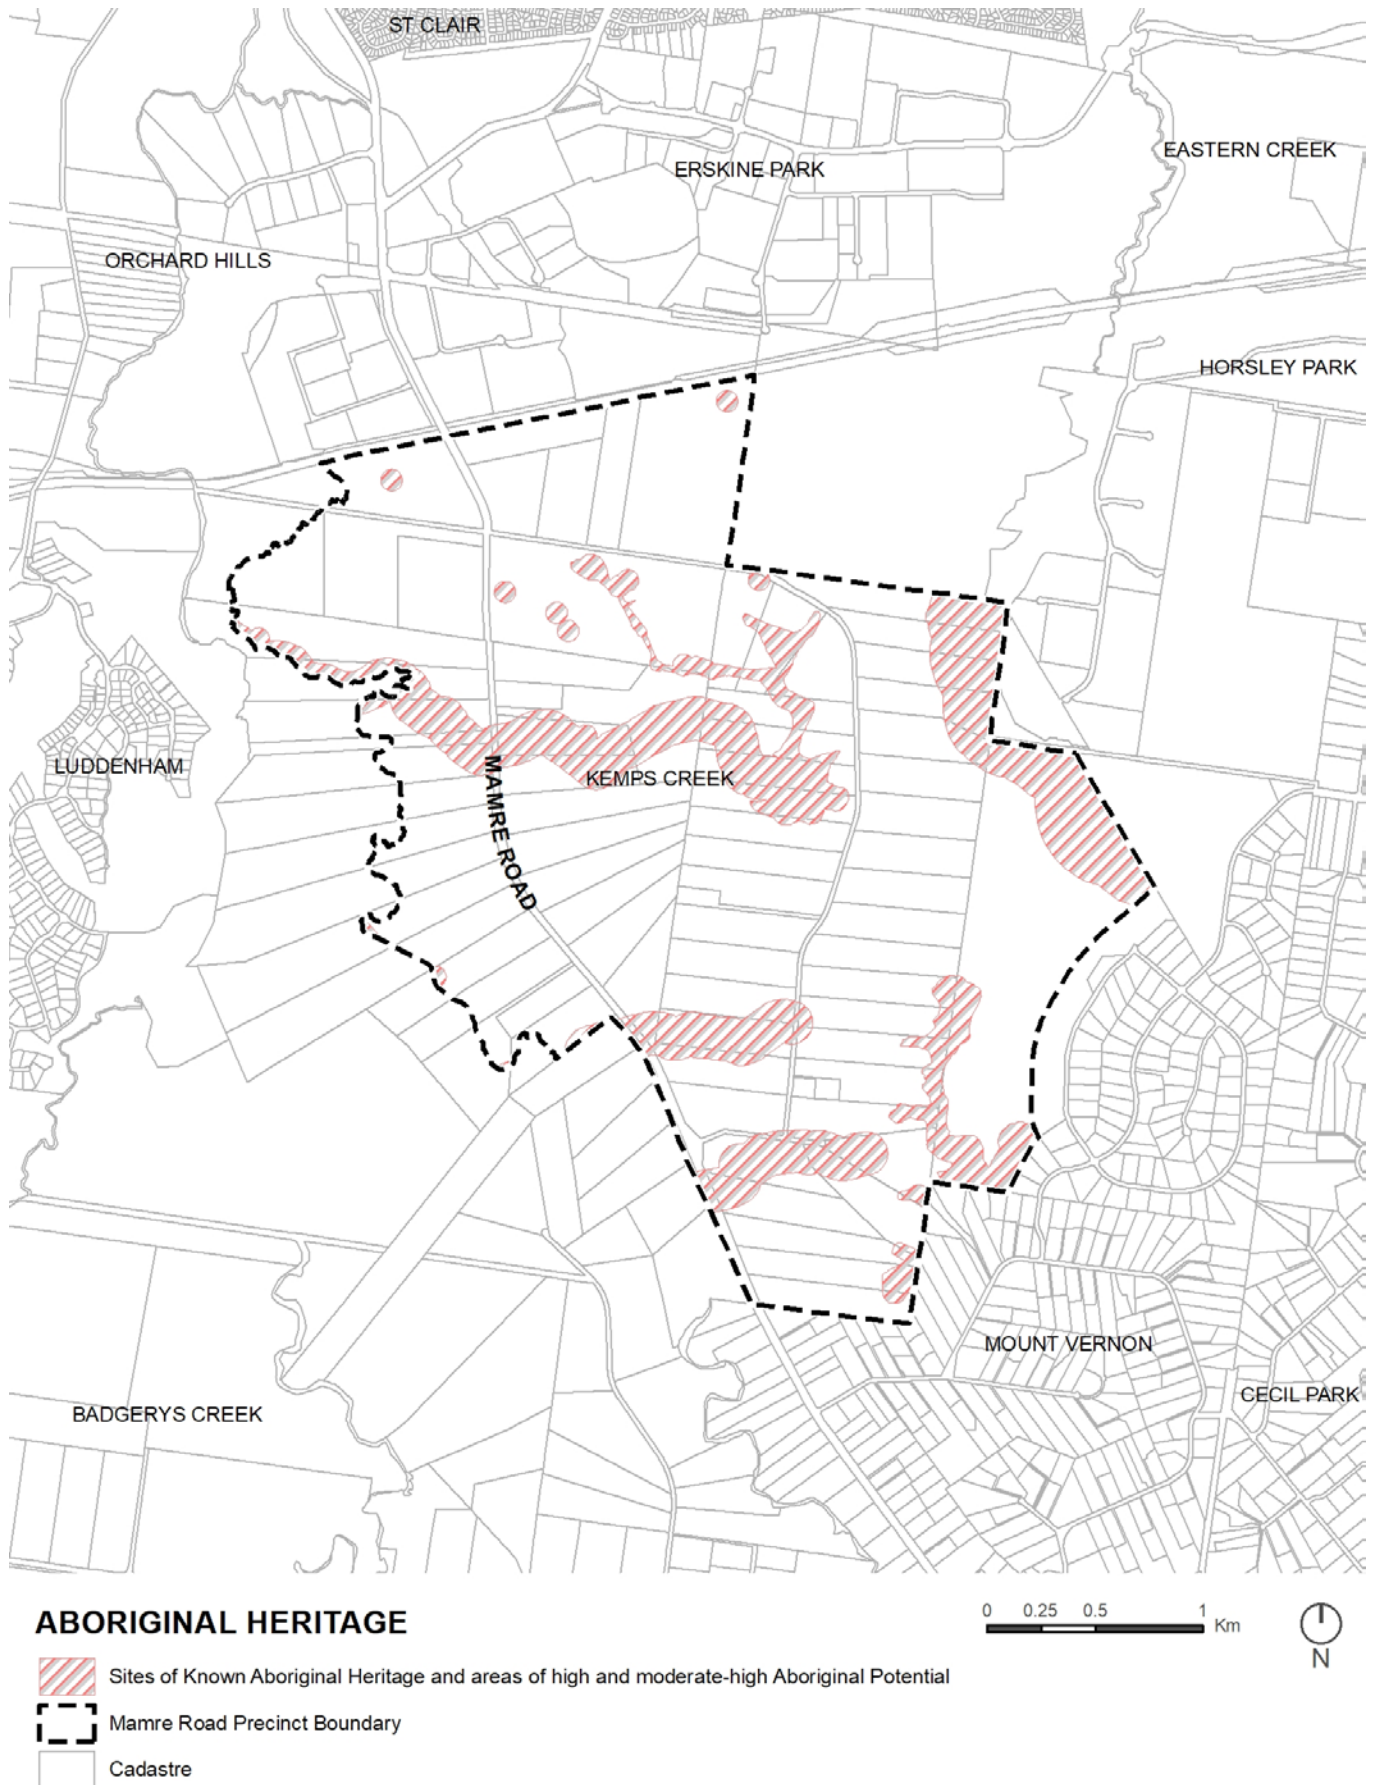 ST CLAIR
EASTERN CREEK
ERSKINE PARK
ORCHARD HILLS
HORSLEY PARK
LUDDENHAM
KEMPS CREEK
MAMRE ROAD
MOUNT VERNON
CECIL PARK
BADGERYS CREEK
ABORIGINAL HERITAGE
0 0.25 0.5 1
Km
N
Sites of Known Aboriginal Heritage and areas of high and moderate-high Aboriginal Potential
Mamre Road Precinct Boundary
Cadastre